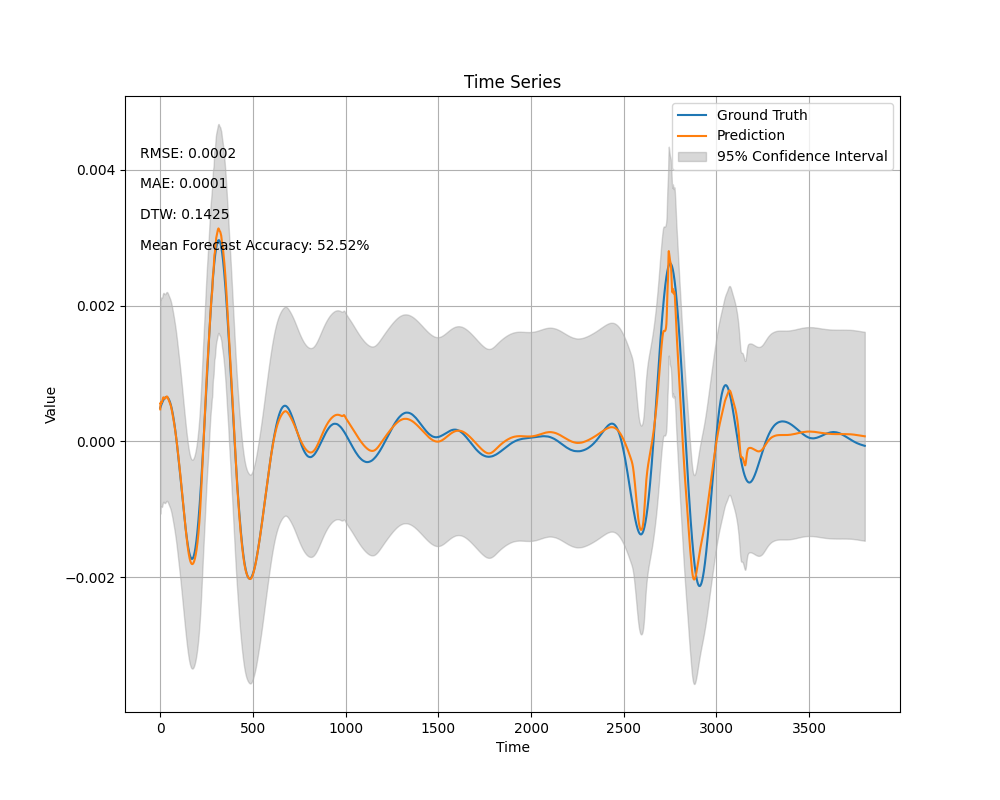 Time Series
Ground Truth
Prediction
95% Confidence Interval
RMSE: 0.0002
MAE: 0.0001
DTW: 0.1425
Mean Forecast Accuracy: 52.52%
0.004
0.002
0.000
−0.002
Value
0 500 1000 1500 2000 2500 3000 3500
Time